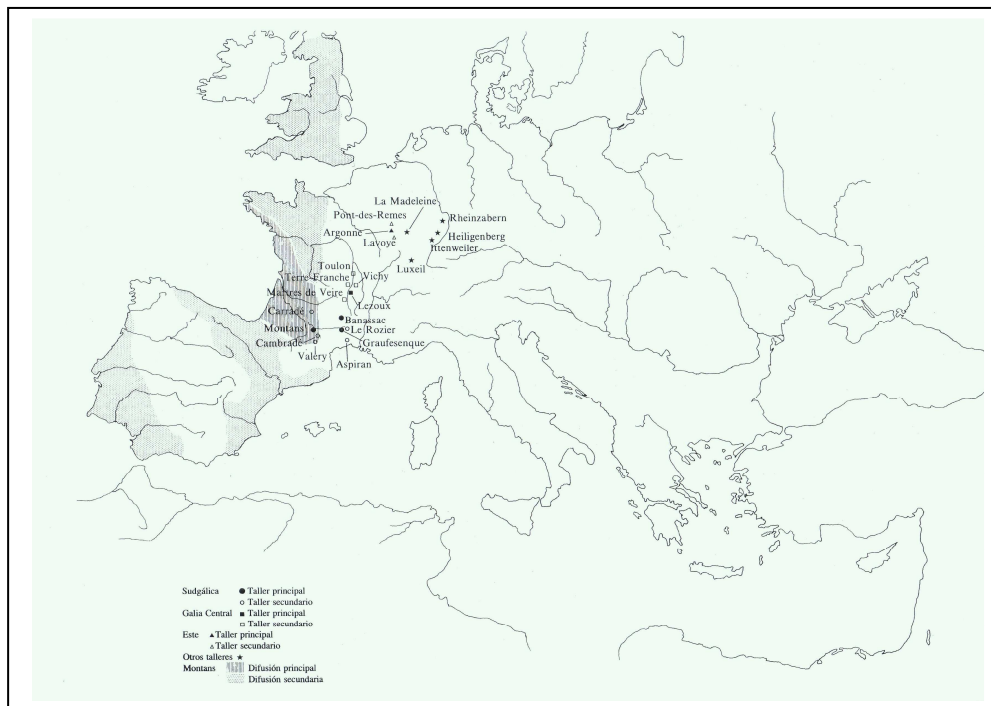 La Madeleine
Pont-des-Remes
Rheinzabern
Argonne
Heiligenberg
Lavoye
Ittenweiler
Luxeil
Toulon
Terre-Franche
Vichy
Martres de Veire
Lezoux
Carrade
Banassac
Montans
Le Rozier
Cambrade
Graufesenque
Valéry
Aspiran
Sudgálica ● Taller principal
○ Taller secundario
Galia Central ■ Taller principal
□ Taller secundario
Este ▲ Taller principal
△ Taller secundario
Otros talleres ★
Montans Difusión principal
Difusión secundaria